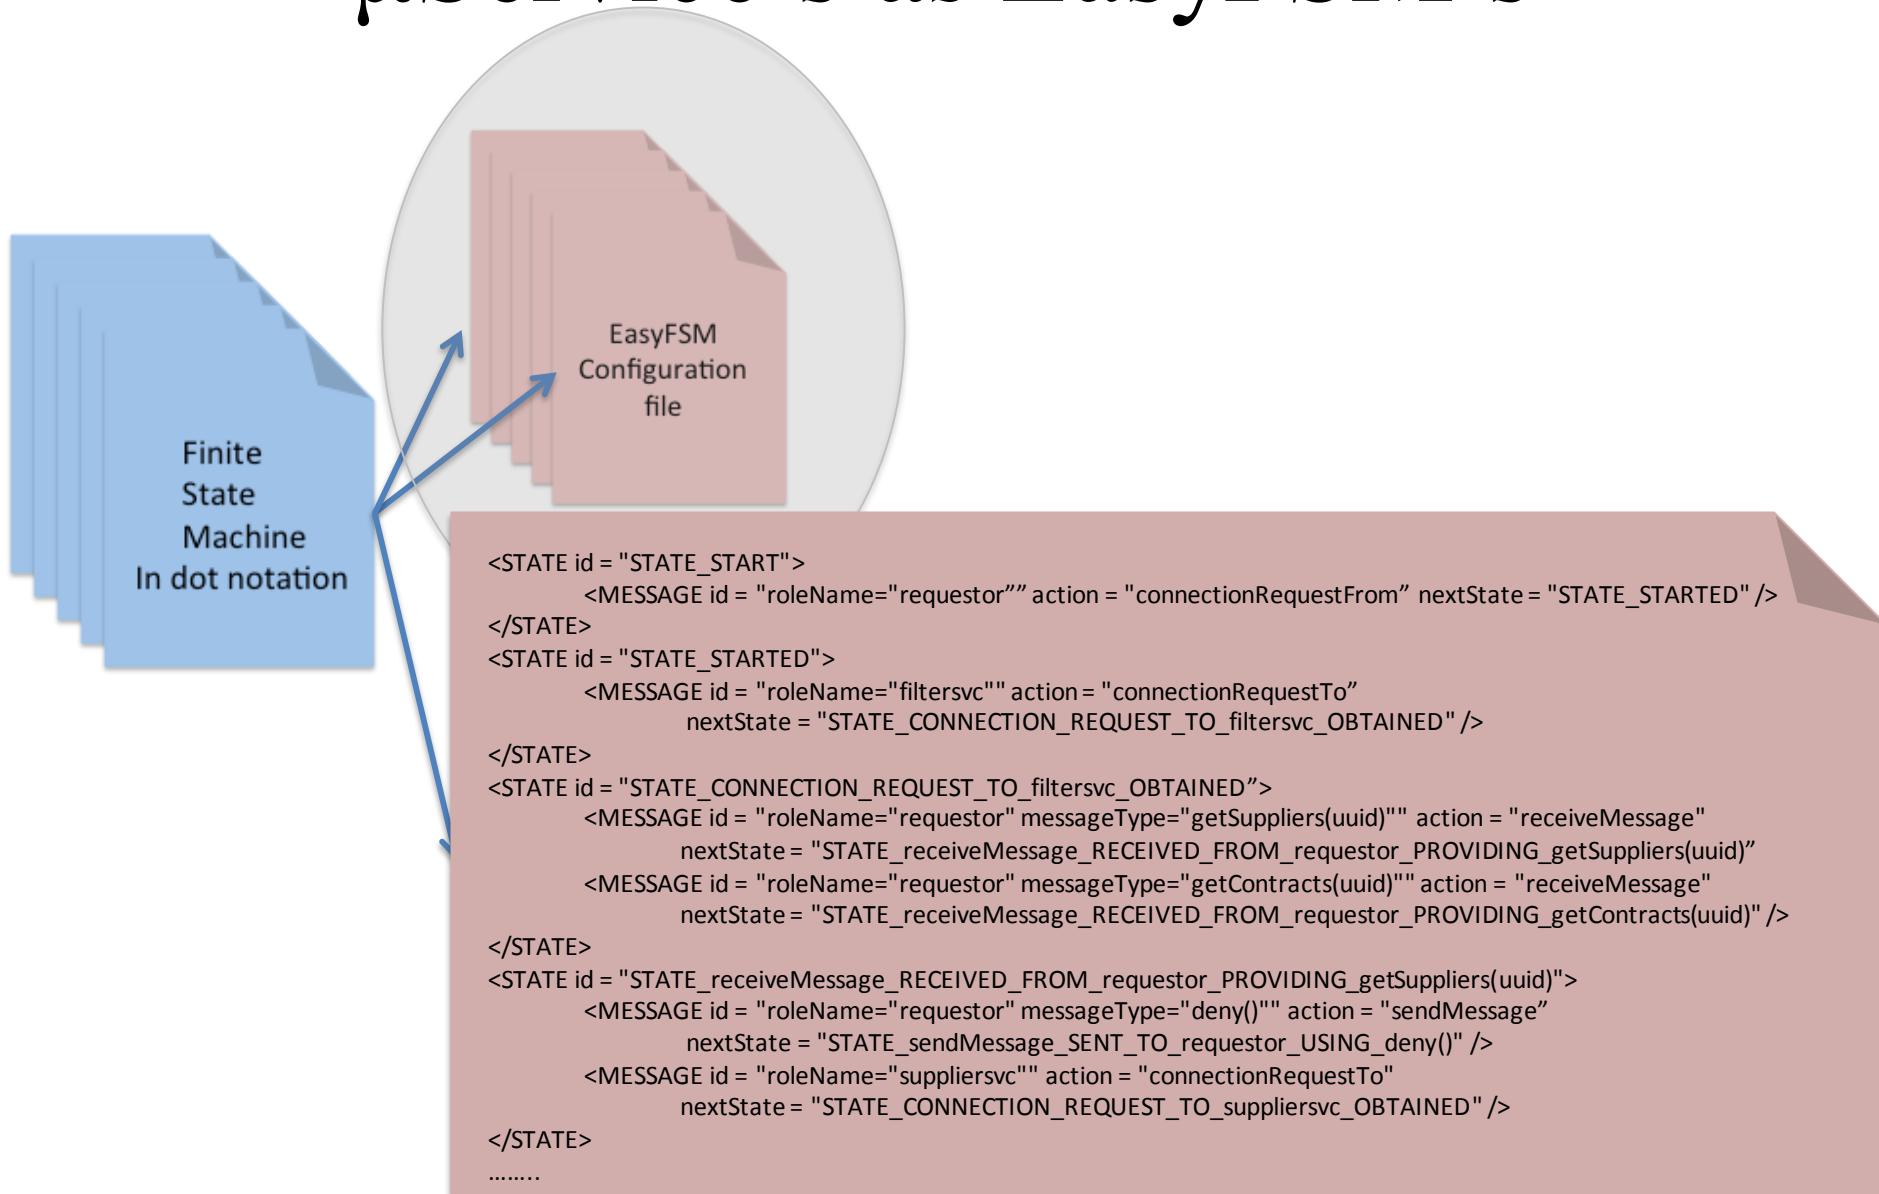 µService's as EasyFSM's
EasyFSM
Configuration
file
Finite
State
Machine
In dot notation
<STATE id = "STATE_START">
<MESSAGE id = "roleName="requestor”” action = "connectionRequestFrom” nextState = "STATE_STARTED" />
</STATE>
<STATE id = "STATE_STARTED">
<MESSAGE id = "roleName="filtersvc"" action = "connectionRequestTo”
nextState = "STATE_CONNECTION_REQUEST_TO_filtersvc_OBTAINED" />
</STATE>
<STATE id = "STATE_CONNECTION_REQUEST_TO_filtersvc_OBTAINED”>
<MESSAGE id = "roleName="requestor" messageType="getSuppliers(uuid)"" action = "receiveMessage"
nextState = "STATE_receiveMessage_RECEIVED_FROM_requestor_PROVIDING_getSuppliers(uuid)”
<MESSAGE id = "roleName="requestor" messageType="getContracts(uuid)"" action = "receiveMessage"
nextState = "STATE_receiveMessage_RECEIVED_FROM_requestor_PROVIDING_getContracts(uuid)" />
</STATE>
<STATE id = "STATE_receiveMessage_RECEIVED_FROM_requestor_PROVIDING_getSuppliers(uuid)">
<MESSAGE id = "roleName="requestor" messageType="deny()"" action = "sendMessage”
nextState = "STATE_sendMessage_SENT_TO_requestor_USING_deny()" />
<MESSAGE id = "roleName="suppliersvc"" action = "connectionRequestTo"
nextState = "STATE_CONNECTION_REQUEST_TO_suppliersvc_OBTAINED" />
</STATE>
........